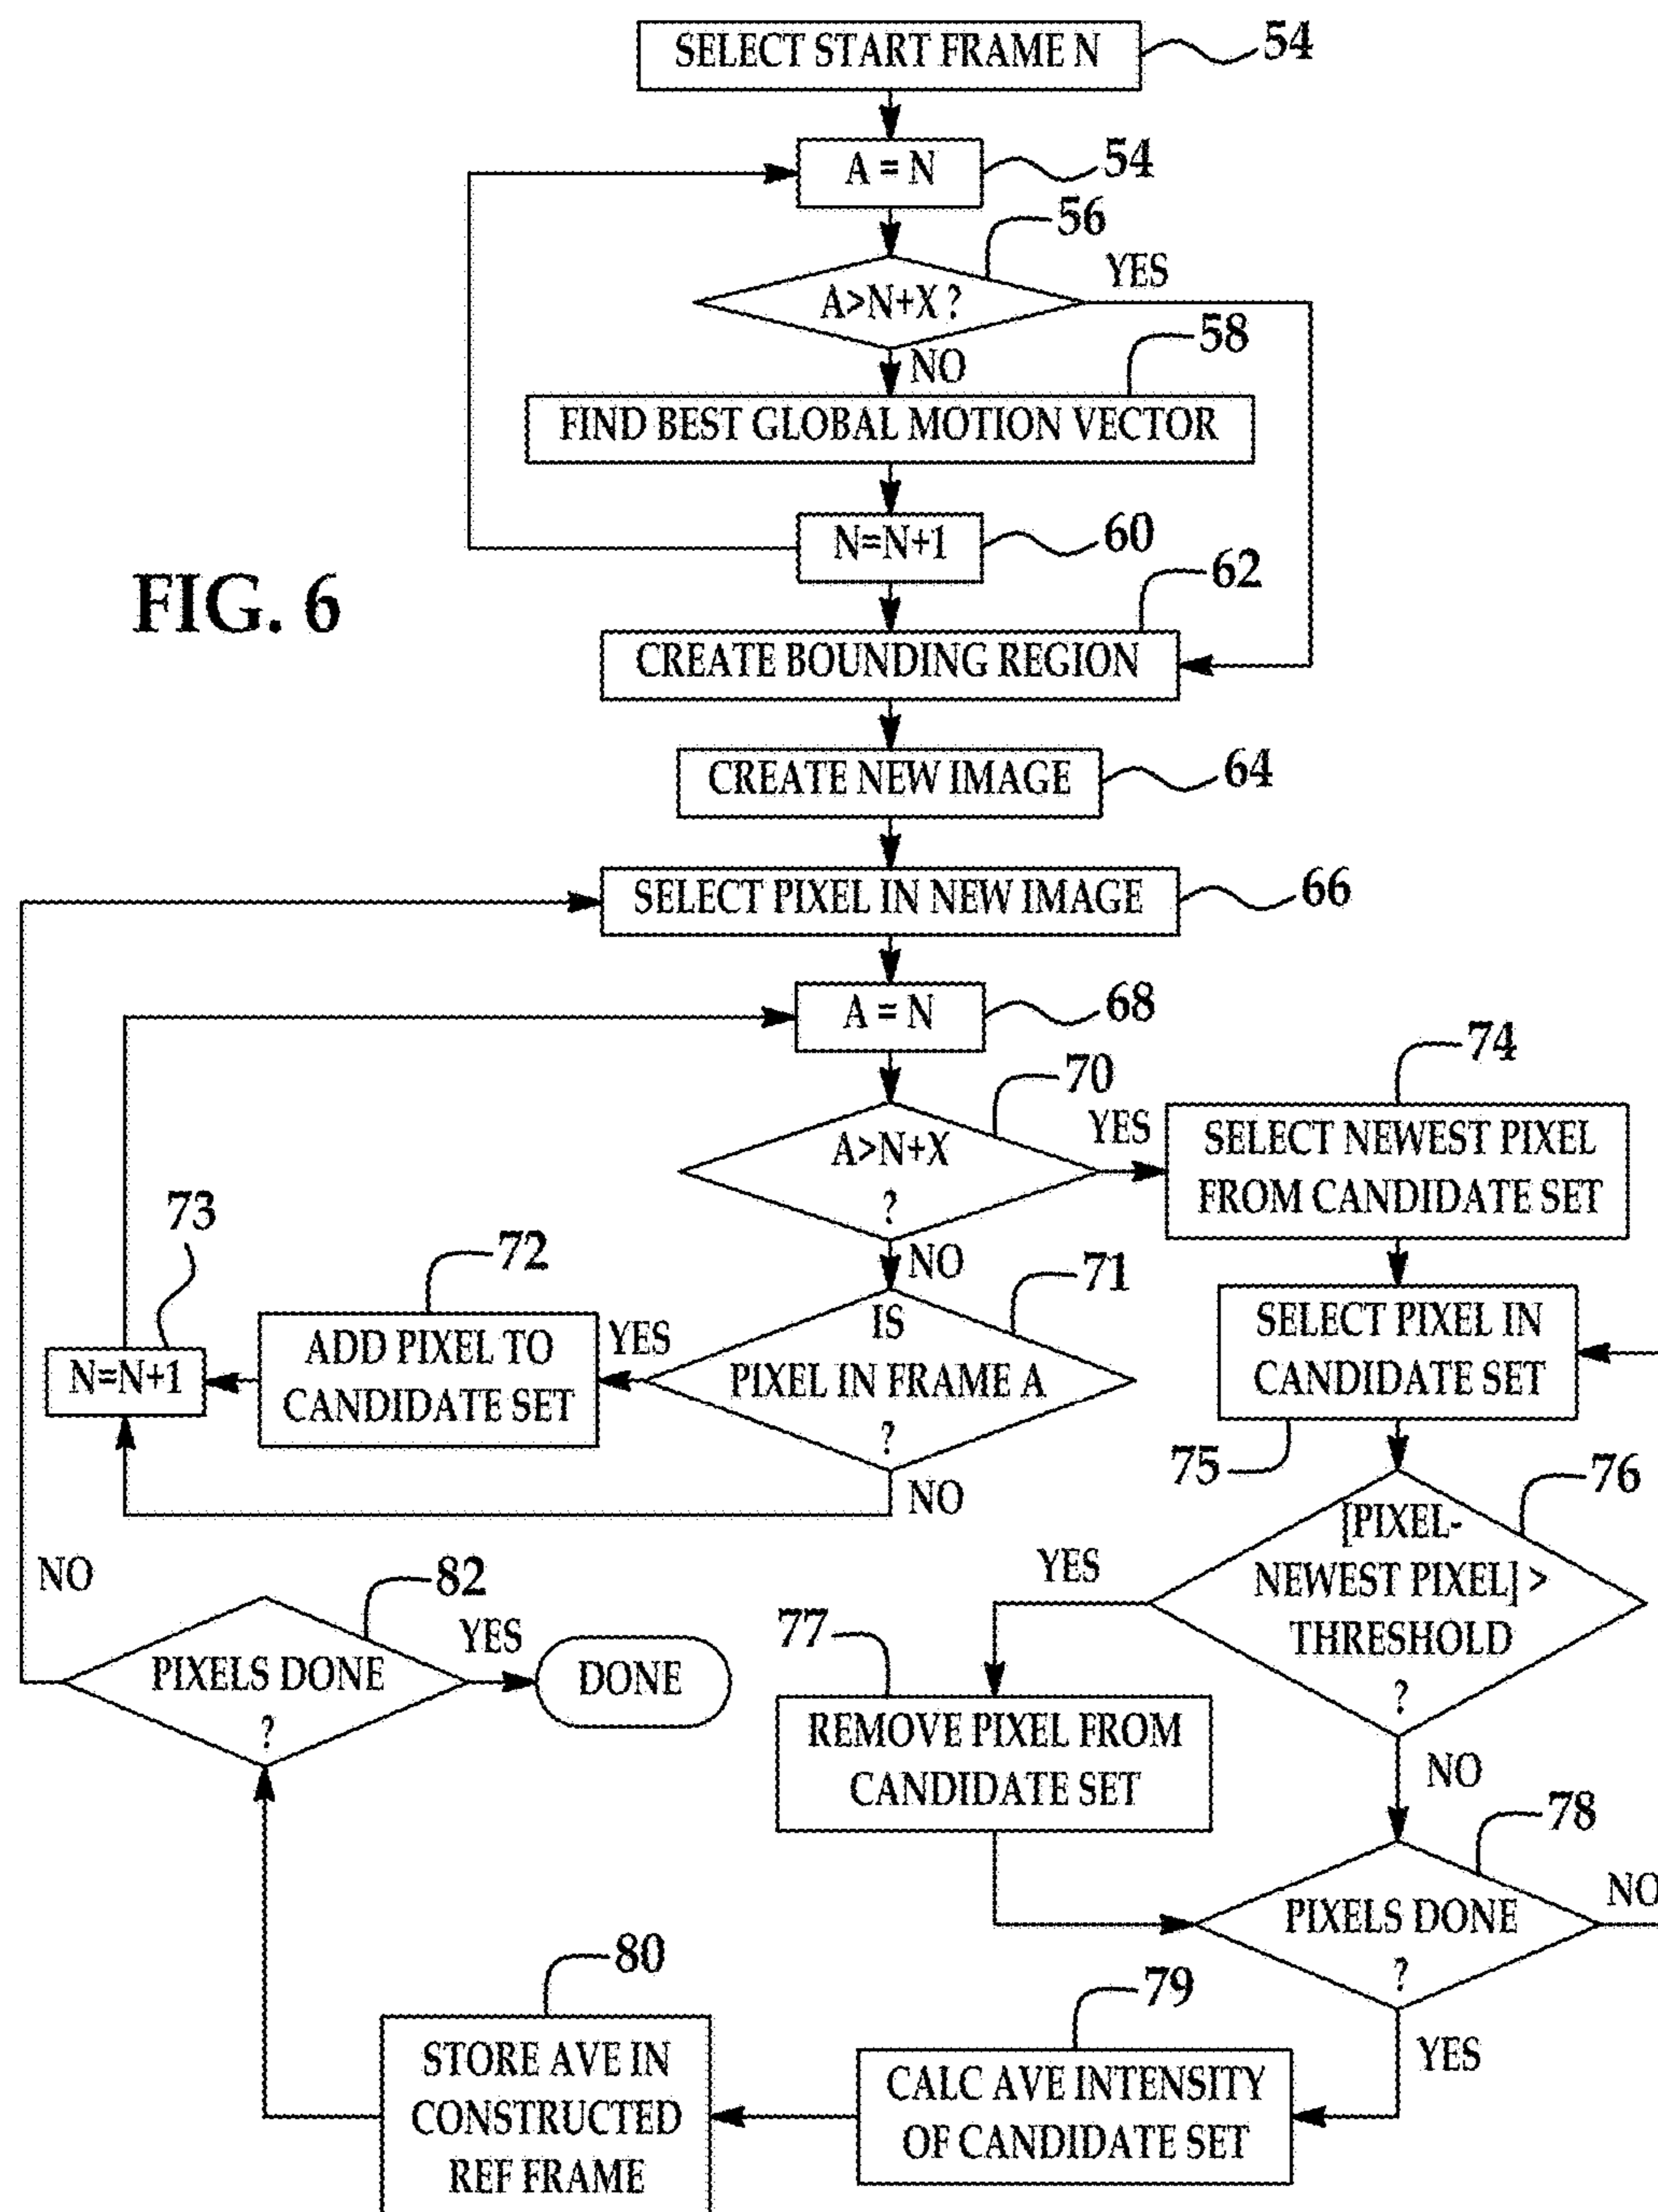 SELECT START FRAME N
54
A = N
54
56
A>N+X ?
YES
NO
58
FIND BEST GLOBAL MOTION VECTOR
N=N+1
60
FIG. 6
62
CREATE BOUNDING REGION
CREATE NEW IMAGE
64
SELECT PIXEL IN NEW IMAGE
66
A = N
68
70
A>N+X
?
YES
NO
74
SELECT NEWEST PIXEL
FROM CANDIDATE SET
71
IS
PIXEL IN FRAME A
?
YES
NO
72
ADD PIXEL TO
CANDIDATE SET
73
N=N+1
SELECT PIXEL IN
CANDIDATE SET
75
76
[PIXEL-
NEWEST PIXEL] >
THRESHOLD
?
YES
NO
77
REMOVE PIXEL FROM
CANDIDATE SET
78
PIXELS DONE
?
NO
YES
79
CALC AVE INTENSITY
OF CANDIDATE SET
80
STORE AVE IN
CONSTRUCTED
REF FRAME
82
PIXELS DONE
?
NO
YES
DONE